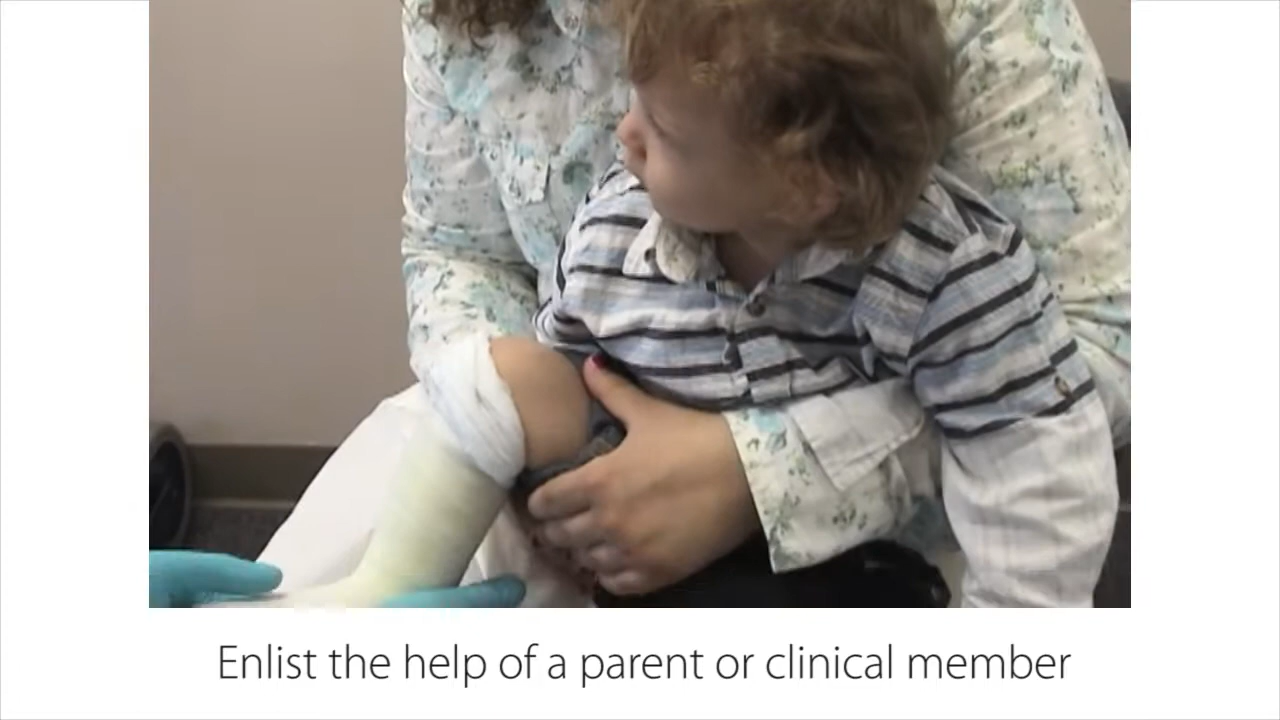 Enlist the help of a parent or clinical member